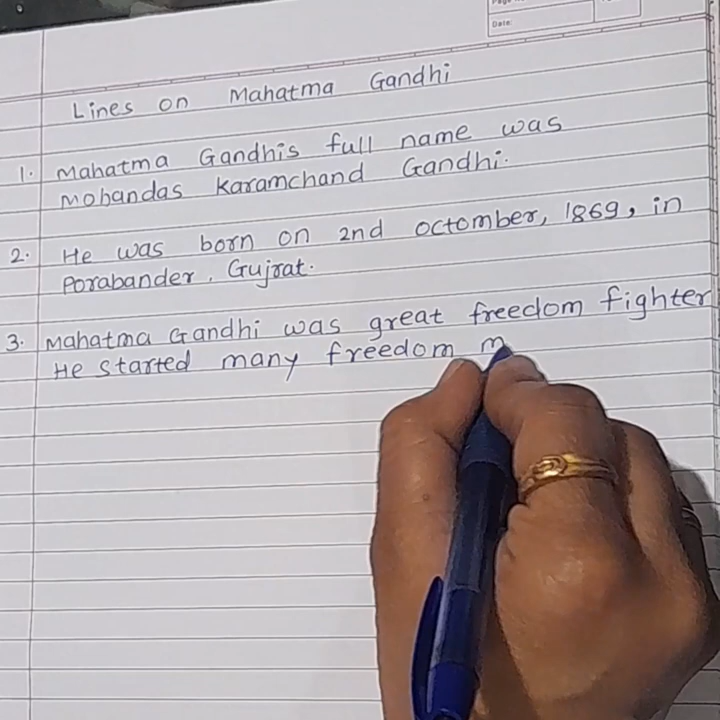 Date:
Lines on Mahatma Gandhi
1. Mahatma Gandhis full name was
Mohandas Karamchand Gandhi.
2. He was born on 2nd octomber, 1869, in
Porabander, Gujrat.
3. Mahatma Gandhi was great freedom fighter
He started many freedom m